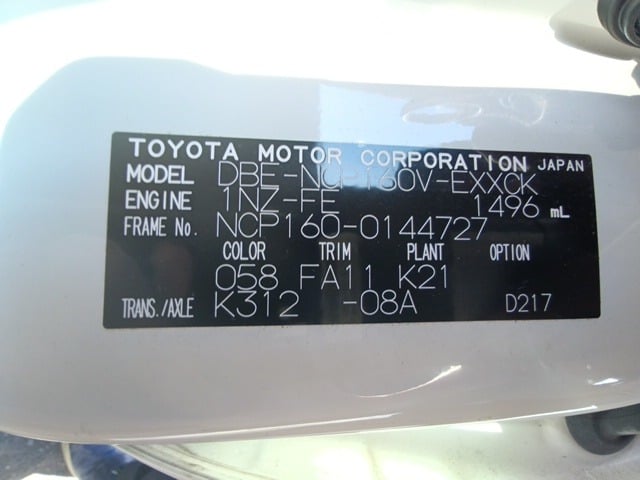 TOYOTA MOTOR CORPORATION JAPAN
MODEL DBE-NCP160V-EXXCK
ENGINE 1NZ-FE 1496 mL
FRAME No. NCP160-0144727
COLOR TRIM PLANT OPTION
058 FA11 K21
TRANS./AXLE K312 -08A D217